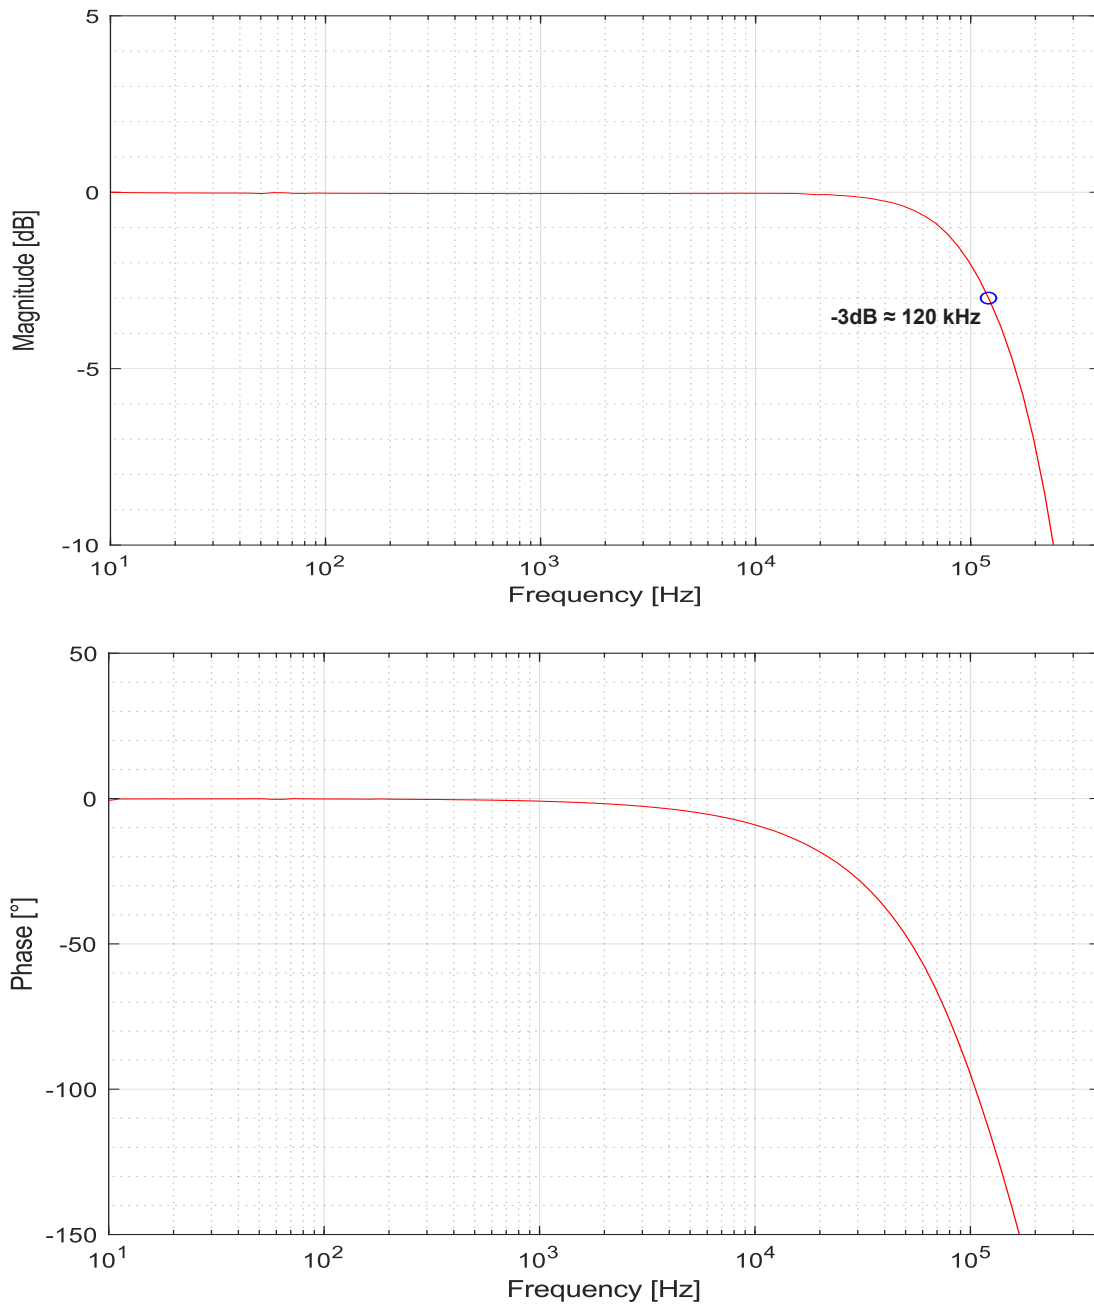 5
0
-5
-10
Magnitude [dB]
-3dB ≈ 120 kHz
10¹ 10² 10³ 10⁴ 10⁵
Frequency [Hz]
50
0
-50
-100
-150
Phase [°]
10¹ 10² 10³ 10⁴ 10⁵
Frequency [Hz]